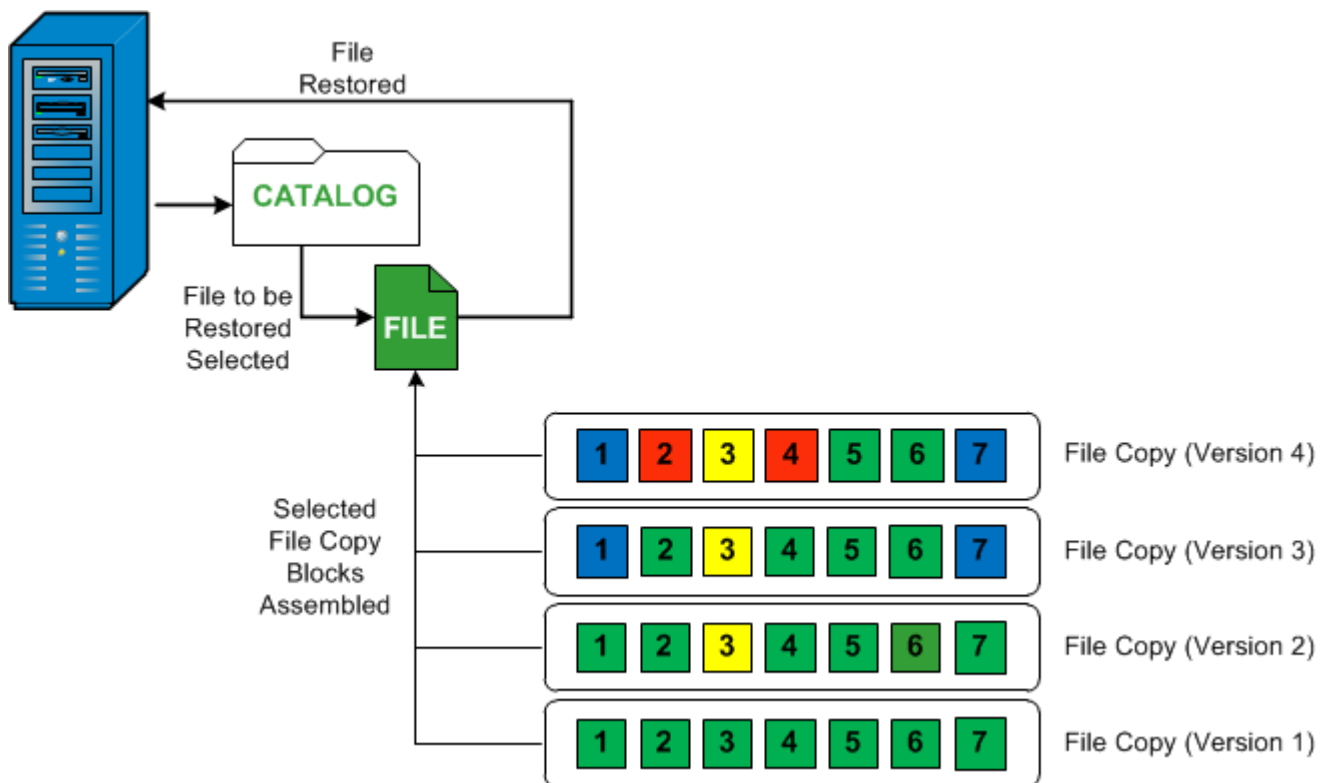 File
Restored
CATALOG
File to be
Restored
Selected
FILE
Selected
File Copy
Blocks
Assembled
1 2 3 4 5 6 7 File Copy (Version 4)
1 2 3 4 5 6 7 File Copy (Version 3)
1 2 3 4 5 6 7 File Copy (Version 2)
1 2 3 4 5 6 7 File Copy (Version 1)